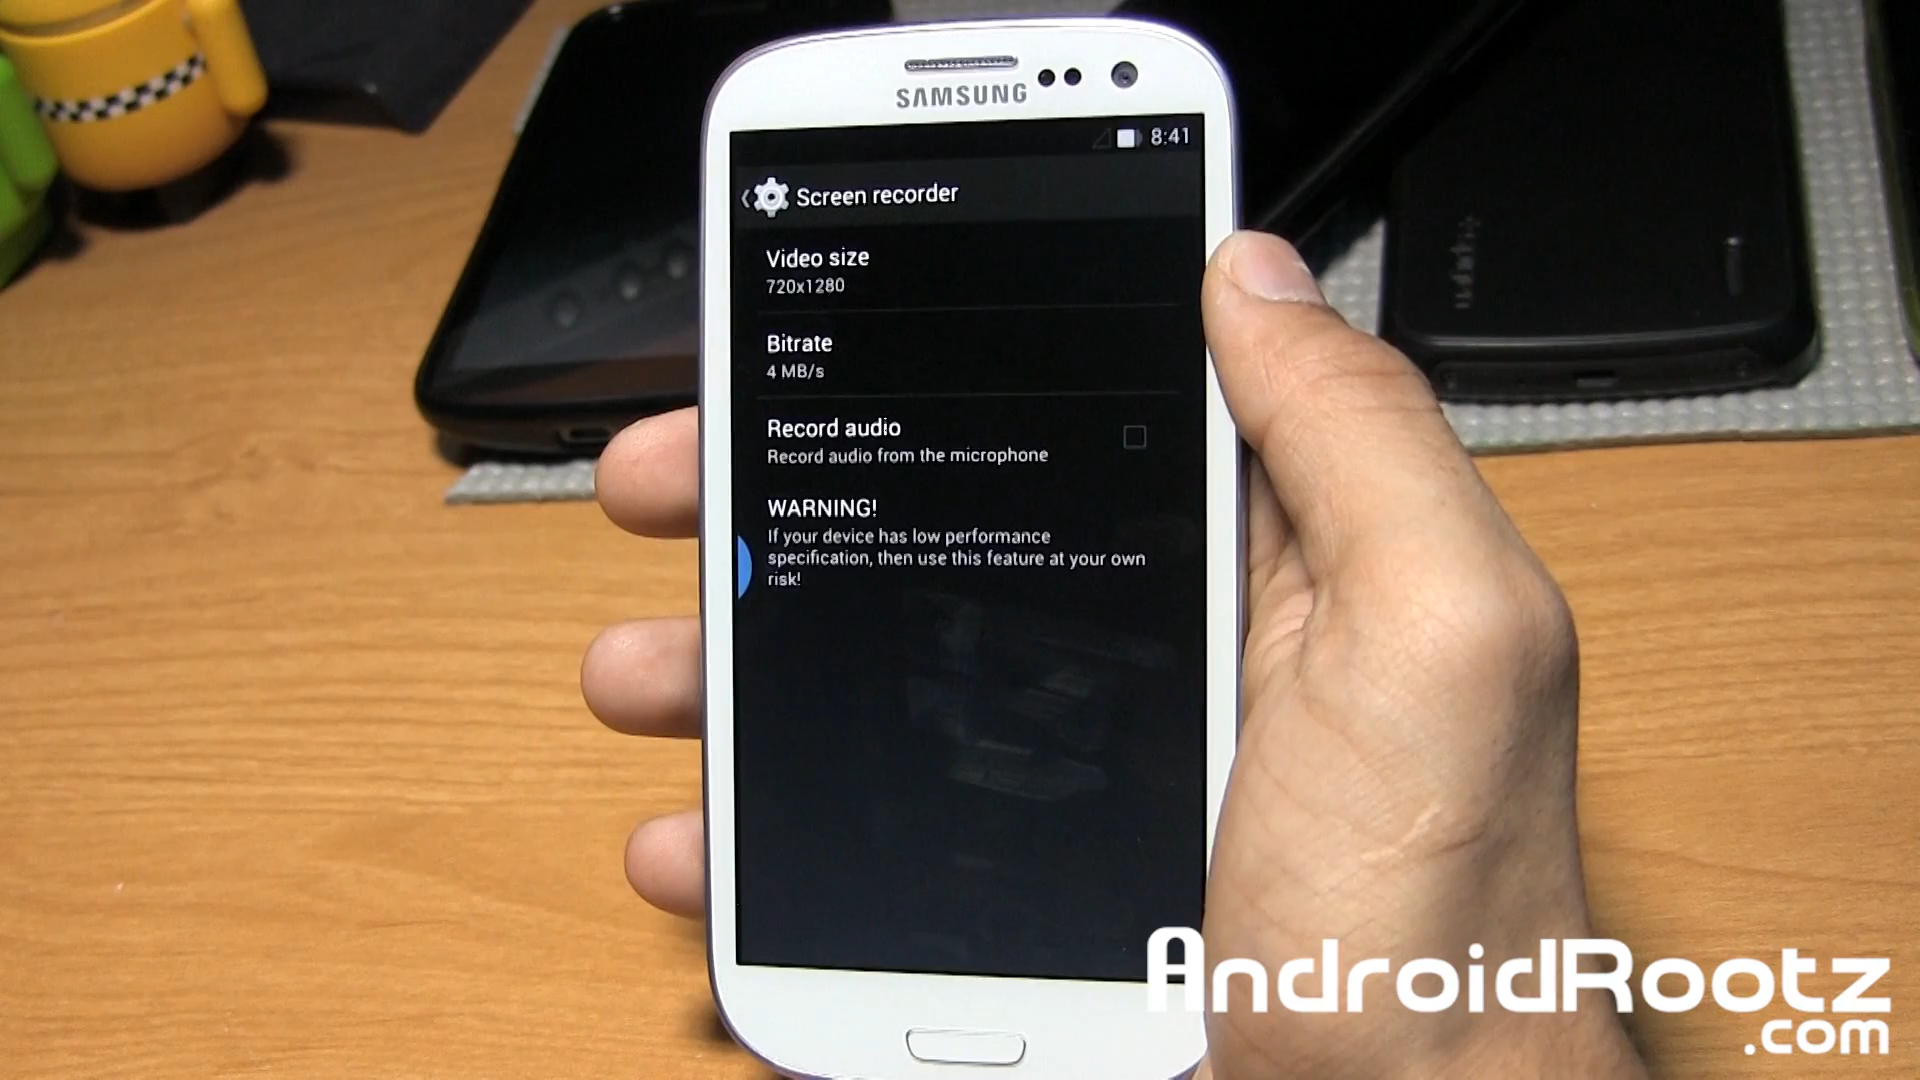 SAMSUNG
8:41
Screen recorder
Video size
720x1280
Bitrate
4 MB/s
Record audio
Record audio from the microphone
WARNING!
If your device has low performance
specification, then use this feature at your own
risk!
AndroidRootz
.com